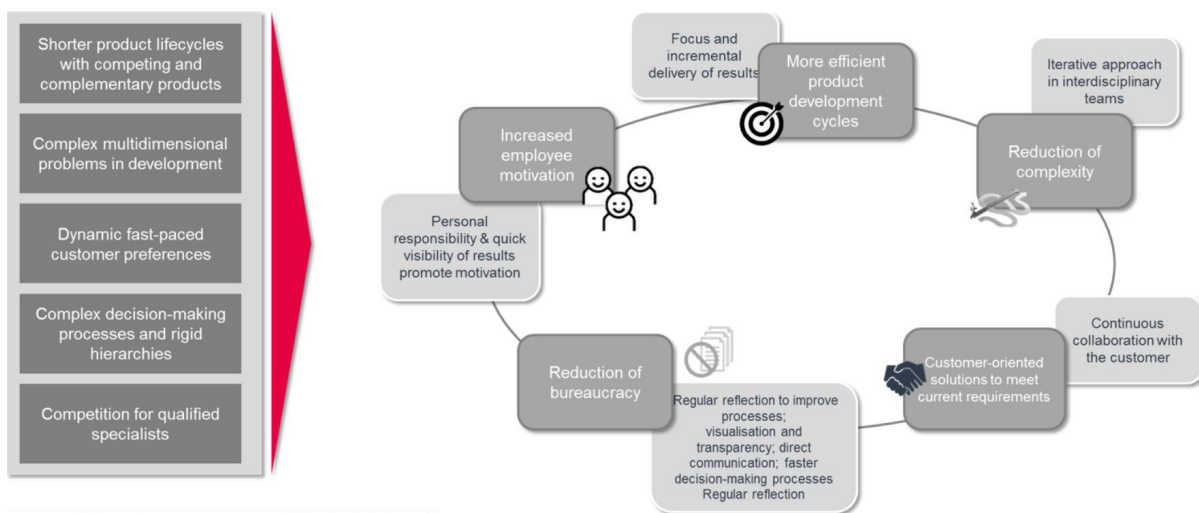 Shorter product lifecycles
with competing and
complementary products
Complex multidimensional
problems in development
Dynamic fast-paced
customer preferences
Complex decision-making
processes and rigid
hierarchies
Competition for qualified
specialists
Focus and
incremental
delivery of results
More efficient
product
development
cycles
Iterative approach
in interdisciplinary
teams
Reduction of
complexity
Increased
employee
motivation
Personal
responsibility & quick
visibility of results
promote motivation
Continuous
collaboration with
the customer
Customer-oriented
solutions to meet
current requirements
Reduction of
bureaucracy
Regular reflection to improve
processes;
visualisation and
transparency; direct
communication; faster
decision-making processes
Regular reflection